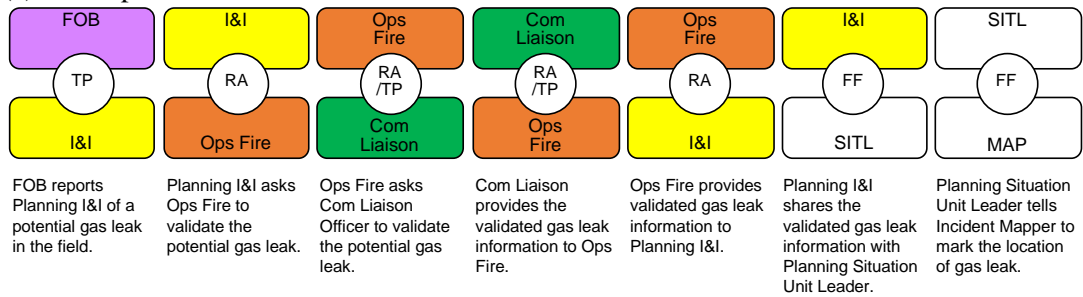 FOB
TP
I&I
FOB reports
Planning I&I of a
potential gas leak
in the field.
I&I
RA
Ops Fire
Planning I&I asks
Ops Fire to
validate the
potential gas leak.
Ops
Fire
RA
/TP
Com
Liaison
Ops Fire asks
Com Liaison
Officer to validate
the potential gas
leak.
Com
Liaison
RA
/TP
Ops
Fire
Com Liaison
provides the
validated gas leak
information to Ops
Fire.
Ops
Fire
RA
I&I
Ops Fire provides
validated gas leak
information to
Planning I&I.
I&I
FF
SITL
Planning I&I
shares the
validated gas leak
information with
Planning Situation
Unit Leader.
SITL
FF
MAP
Planning Situation
Unit Leader tells
Incident Mapper to
mark the location
of gas leak.